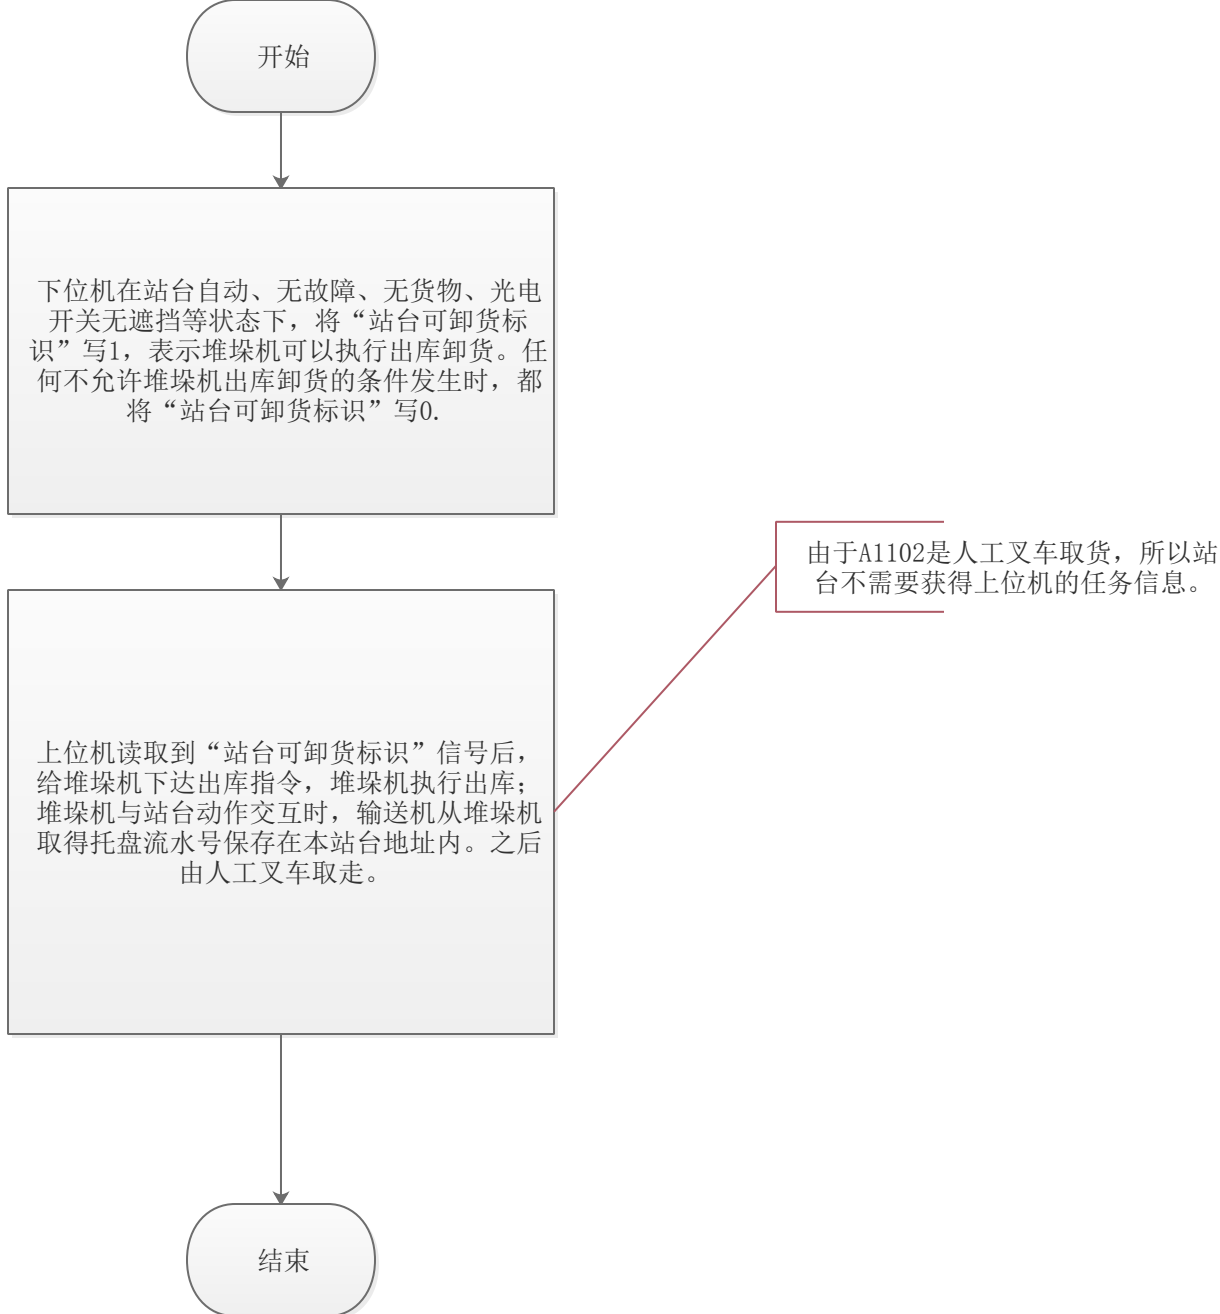 开始
下位机在站台自动、无故障、无货物、光电
开关无遮挡等状态下，将“站台可卸货标
识”写1，表示堆垛机可以执行出库卸货。任
何不允许堆垛机出库卸货的条件发生时，都
将“站台可卸货标识”写0.
由于A1102是人工叉车取货，所以站
台不需要获得上位机的任务信息。
上位机读取到“站台可卸货标识”信号后，
给堆垛机下达出库指令，堆垛机执行出库；
堆垛机与站台动作交互时，输送机从堆垛机
取得托盘流水号保存在本站台地址内。之后
由人工叉车取走。
结束